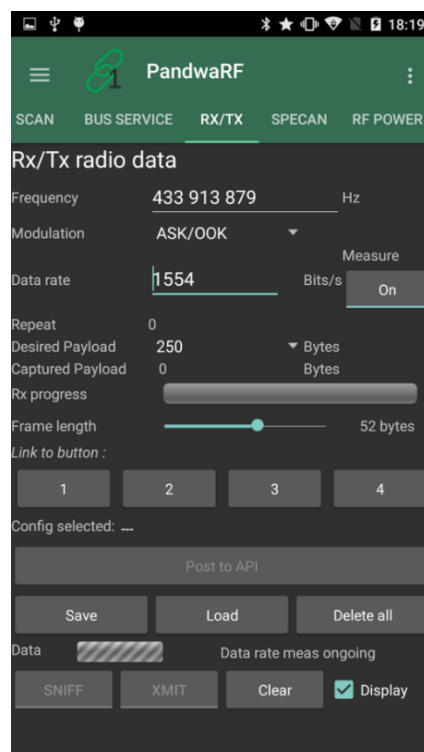 18:19
1
PandwaRF
SCAN BUS SERVICE RX/TX SPECAN RF POWER
Rx/Tx radio data
Frequency 433 913 879 Hz
Modulation ASK/OOK
Measure
Data rate 1554 Bits/s On
Repeat 0
Desired Payload 250 Bytes
Captured Payload 0 Bytes
Rx progress
Frame length 52 bytes
Link to button :
1 2 3 4
Config selected: ---
Post to API
Save Load Delete all
Data Data rate meas ongoing
SNIFF XMIT Clear Display